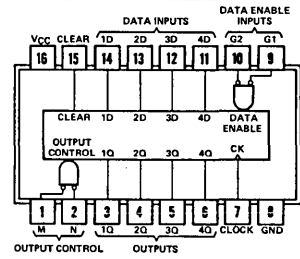 DATA ENABLE
DATA INPUTS INPUTS
VCC CLEAR 1D 2D 3D 4D G2 G1
16 15 14 13 12 11 10 9
CLEAR 1D 2D 3D 4D DATA
ENABLE
OUTPUT
CONTROL 1Q 2Q 3Q 4Q CK
1 2 3 4 5 6 7 8
M N 1Q 2Q 3Q 4Q CLOCK GND
OUTPUT CONTROL OUTPUTS